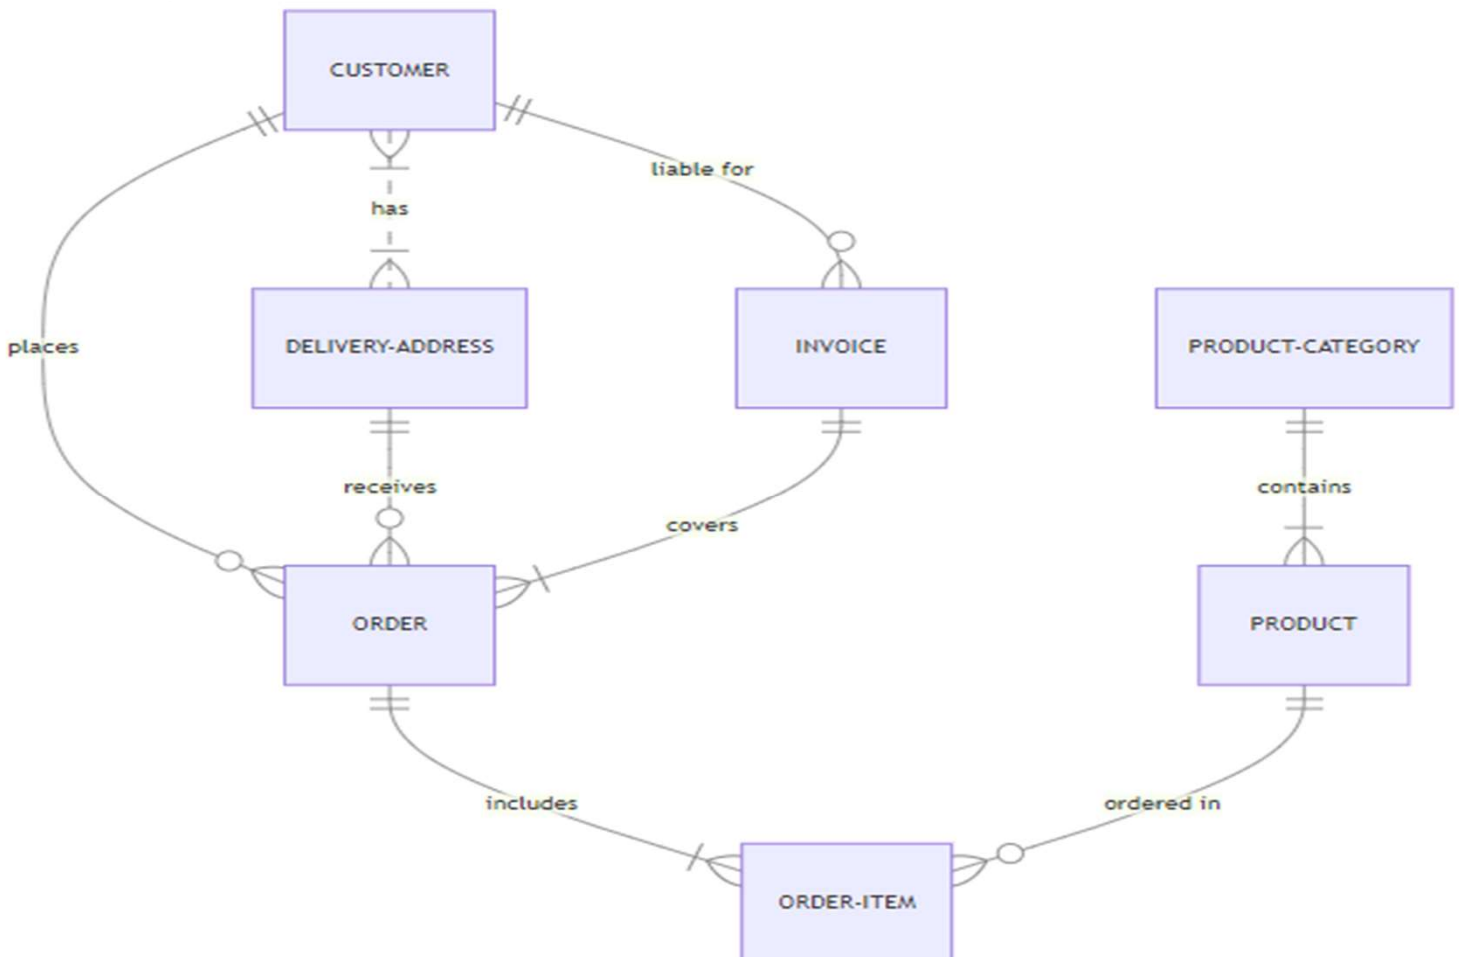 CUSTOMER
liable for
has
places
DELIVERY-ADDRESS
INVOICE
PRODUCT-CATEGORY
receives
contains
covers
ORDER
PRODUCT
includes
ordered in
ORDER-ITEM